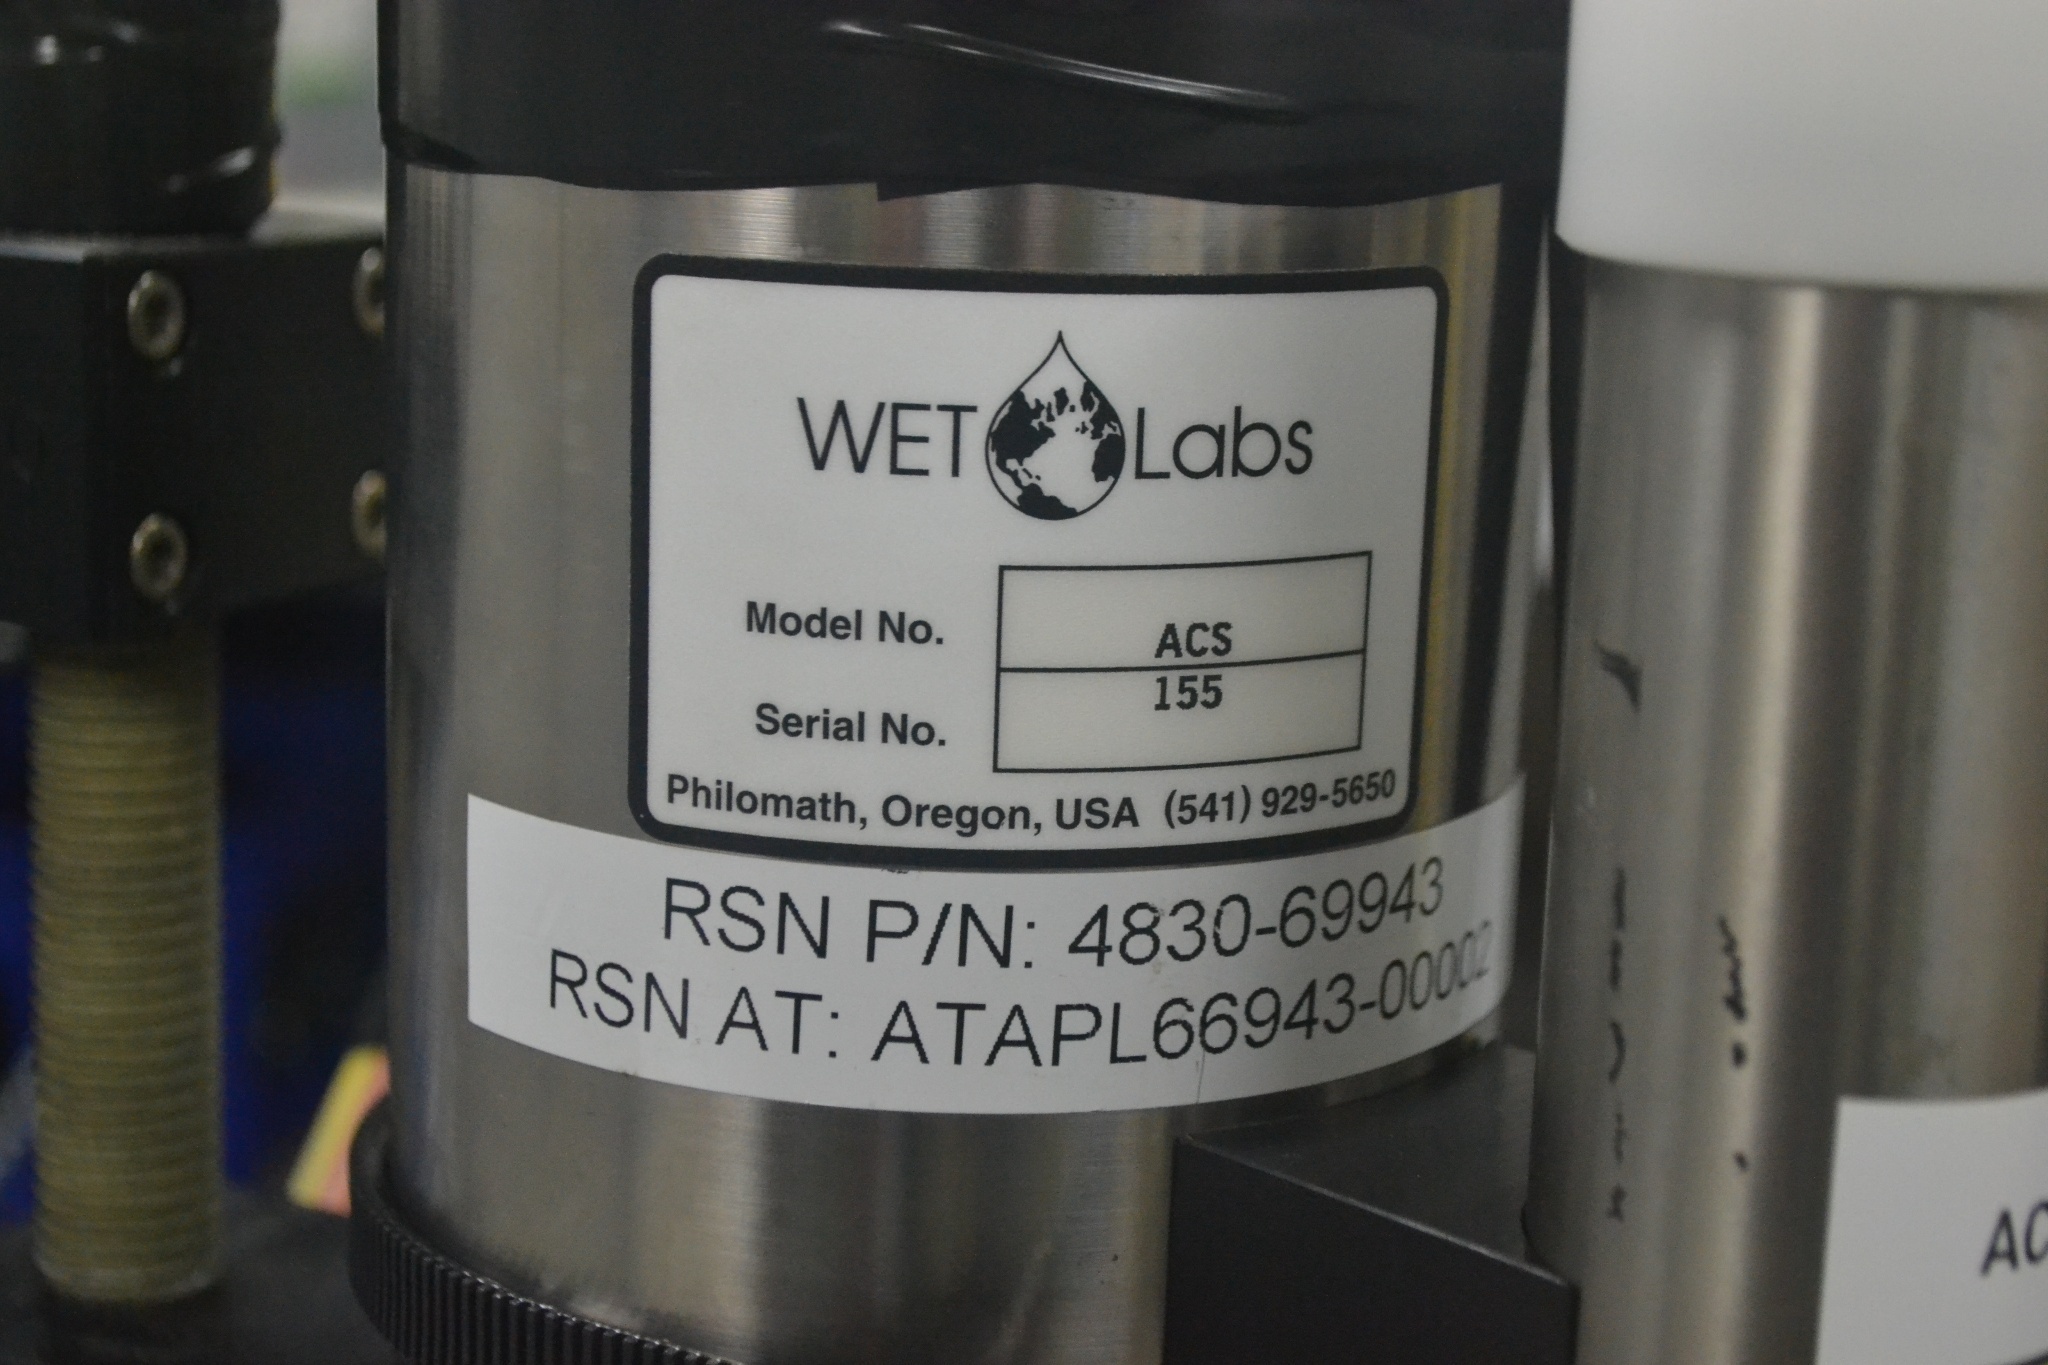 WET Labs
Model No. ACS
Serial No. 155
Philomath, Oregon, USA (541) 929-5650
RSN P/N: 4830-69943
RSN AT: ATAPL66943-00002
AC